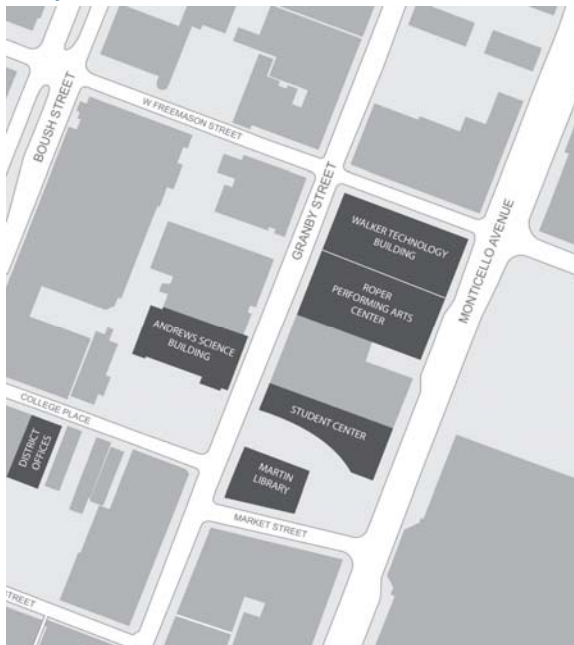 BOUSH STREET
W FREEMASON STREET
GRANBY STREET
MONTICELLO AVENUE
WALKER TECHNOLOGY
BUILDING
ROPER
PERFORMING ARTS
CENTER
ANDREWS SCIENCE
BUILDING
STUDENT CENTER
COLLEGE PLACE
DISTRICT
OFFICES
MARTIN
LIBRARY
MARKET STREET
STREET